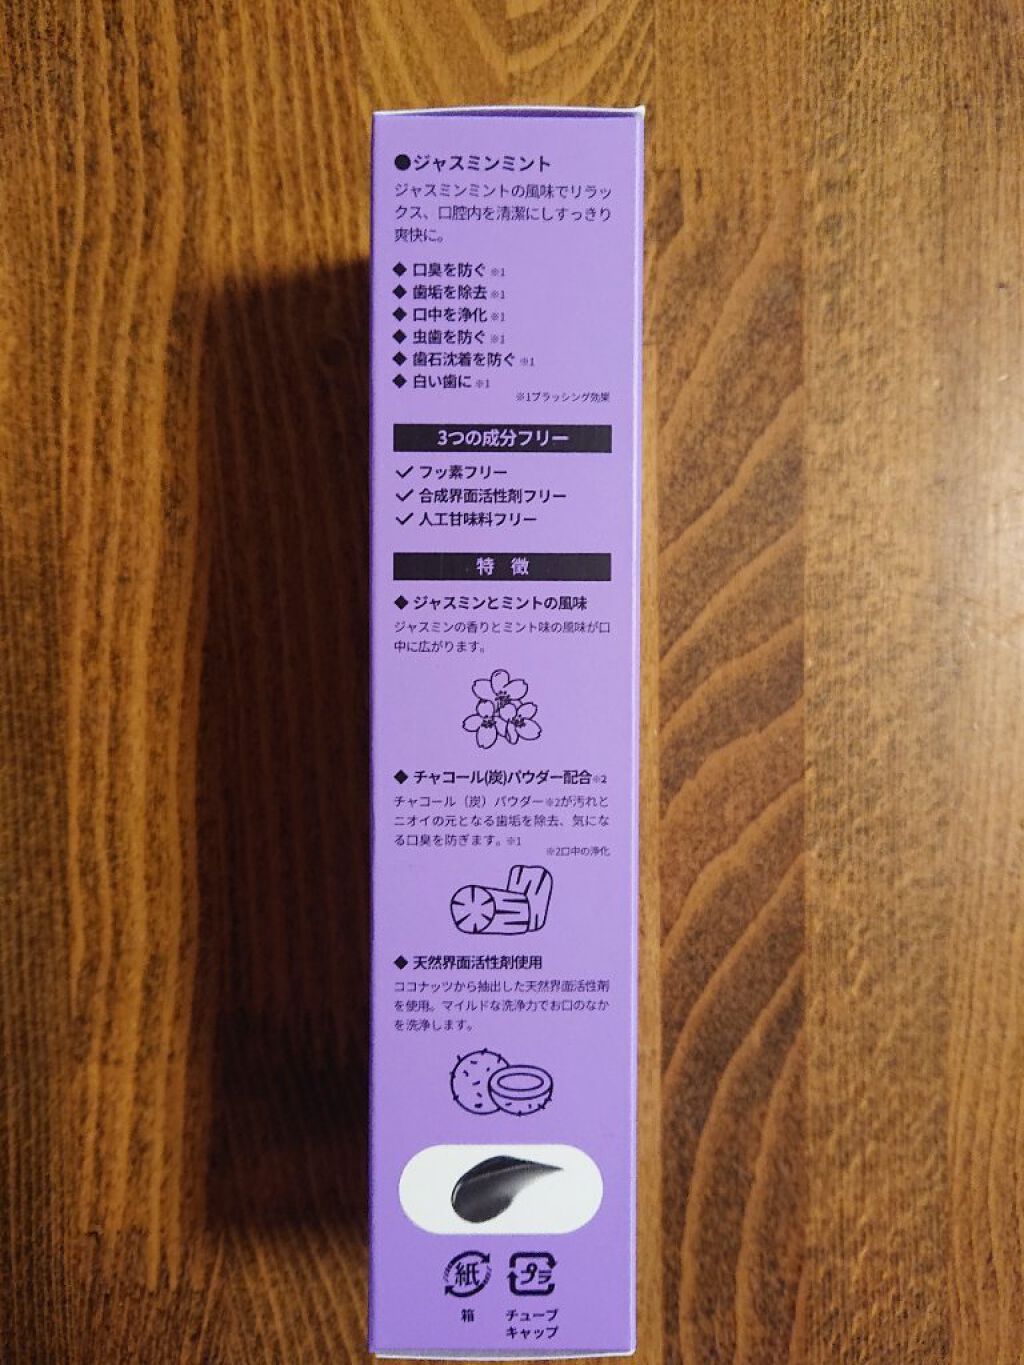 ●ジャスミンミント
ジャスミンミントの風味でリラッ
クス、口腔内を清潔にしすっきり
爽快に。
◆ 口臭を防ぐ ※1
◆ 歯垢を除去 ※1
◆ 口中を浄化 ※1
◆ 虫歯を防ぐ ※1
◆ 歯石沈着を防ぐ ※1
◆ 白い歯に ※1
※1ブラッシング効果
3つの成分フリー
✓ フッ素フリー
✓ 合成界面活性剤フリー
✓ 人工甘味料フリー
特 徴
◆ ジャスミンとミントの風味
ジャスミンの香りとミント味の風味が口
中に広がります。
◆ チャコール(炭)パウダー配合※2
チャコール（炭）パウダー※2が汚れと
ニオイの元となる歯垢を除去、気にな
る口臭を防ぎます。※1
※2口中の浄化
◆ 天然界面活性剤使用
ココナッツから抽出した天然界面活性剤
を使用。マイルドな洗浄力でお口のなか
を洗浄します。
紙 プラ
箱 チューブ
キャップ